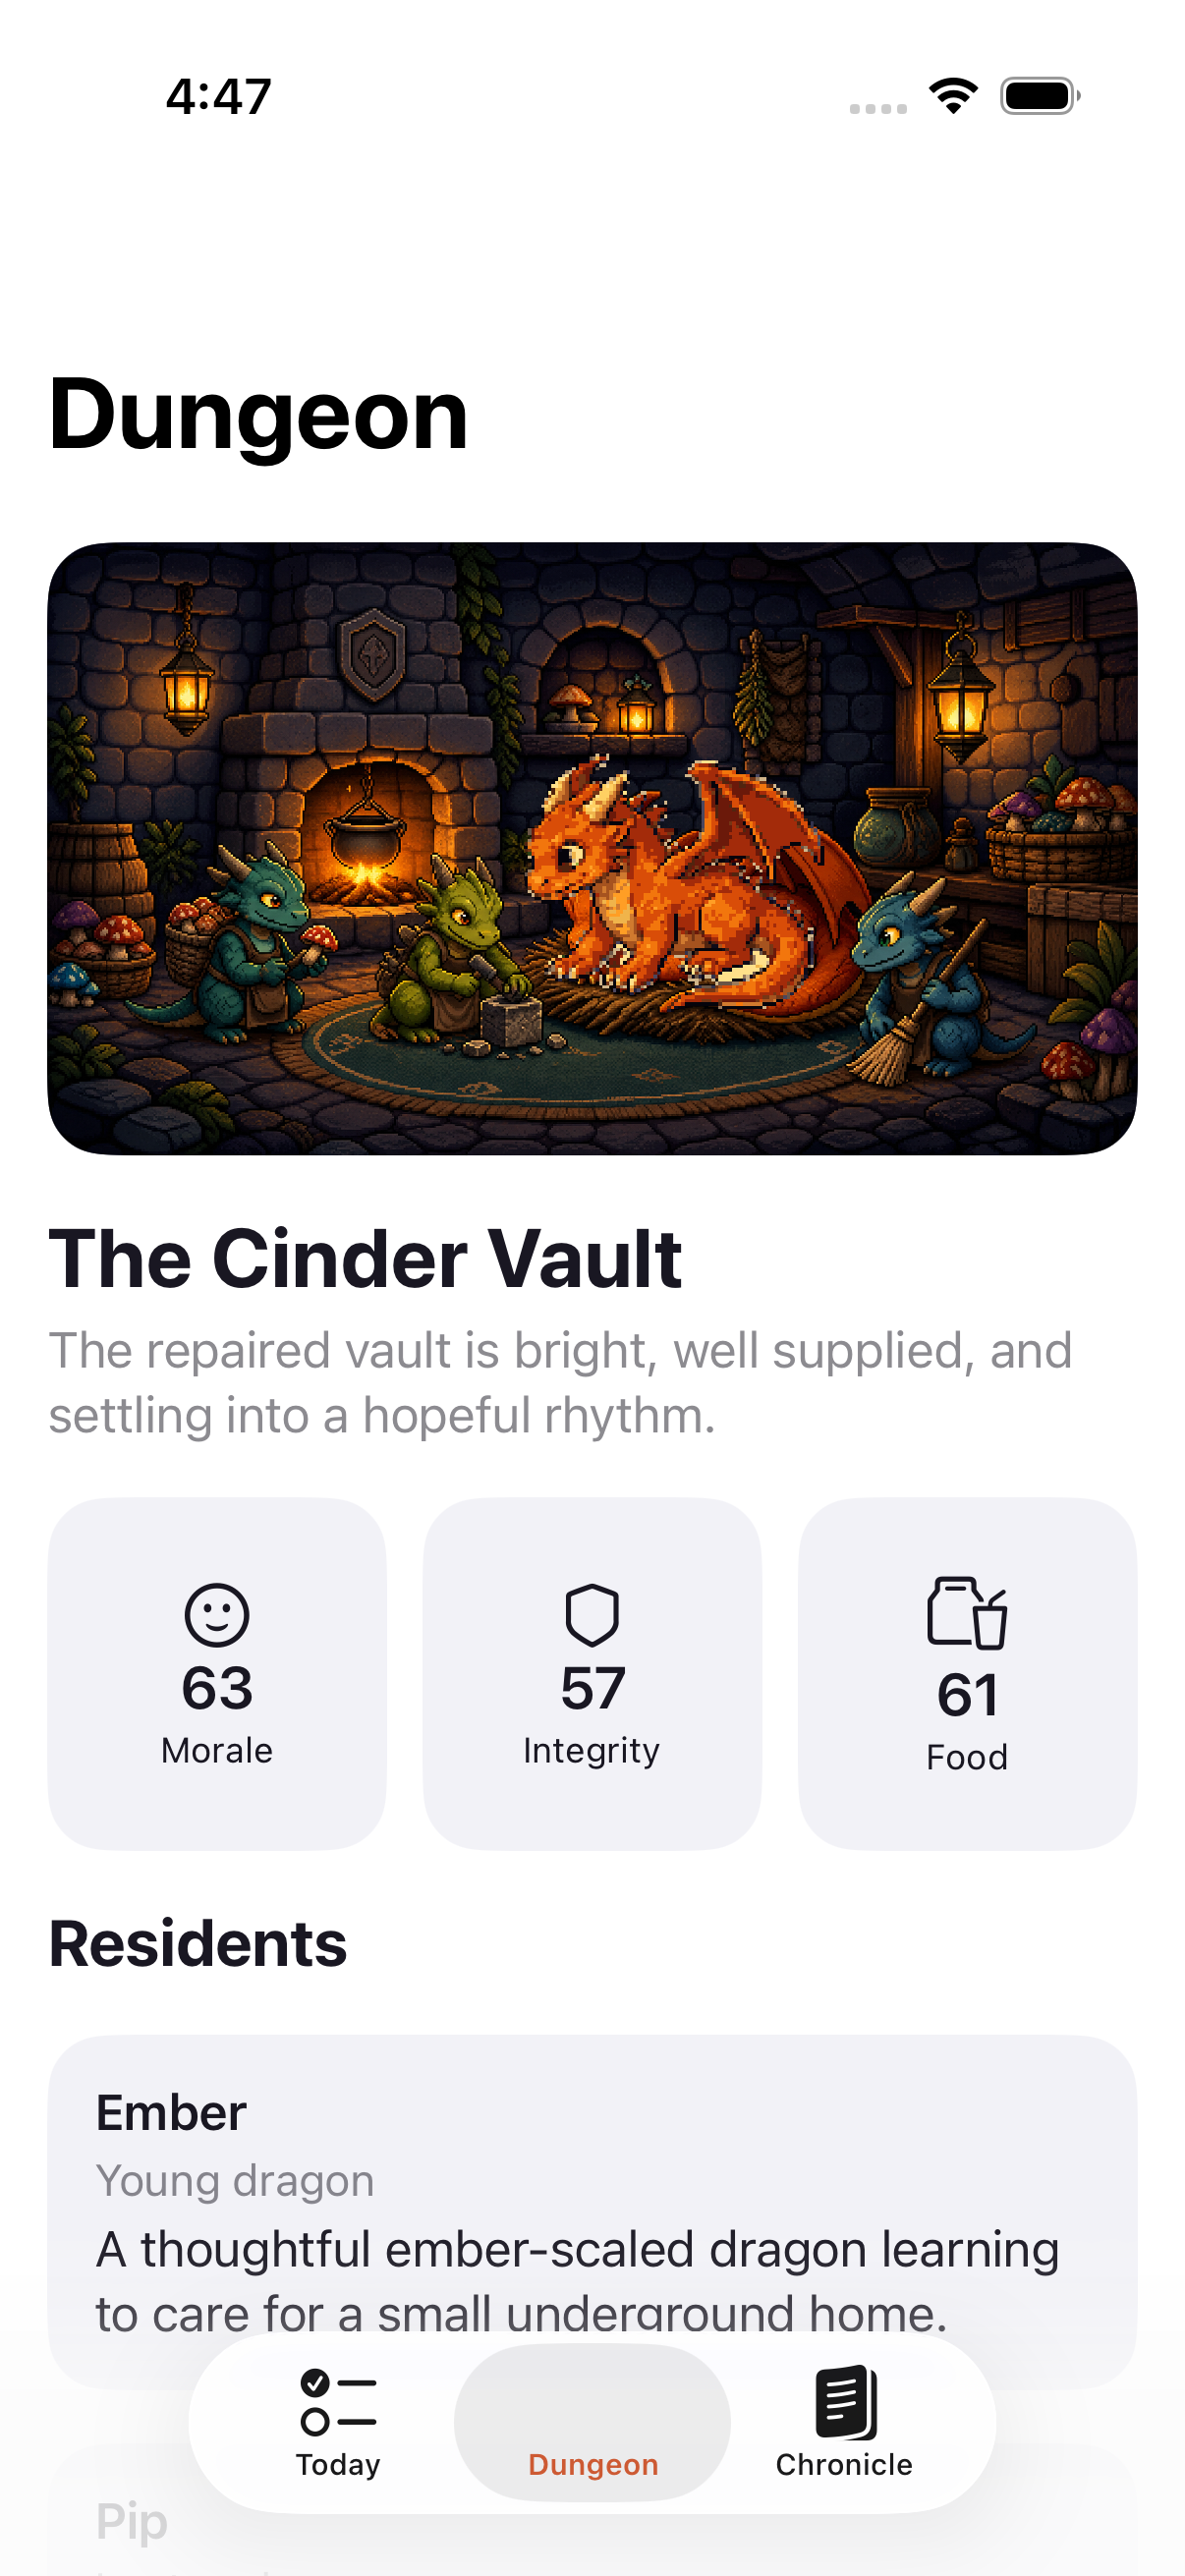 4:47
Dungeon
The Cinder Vault
The repaired vault is bright, well supplied, and
settling into a hopeful rhythm.
63
Morale
57
Integrity
61
Food
Residents
Ember
Young dragon
A thoughtful ember-scaled dragon learning
to care for a small underground home.
Today
Dungeon
Chronicle
Pip